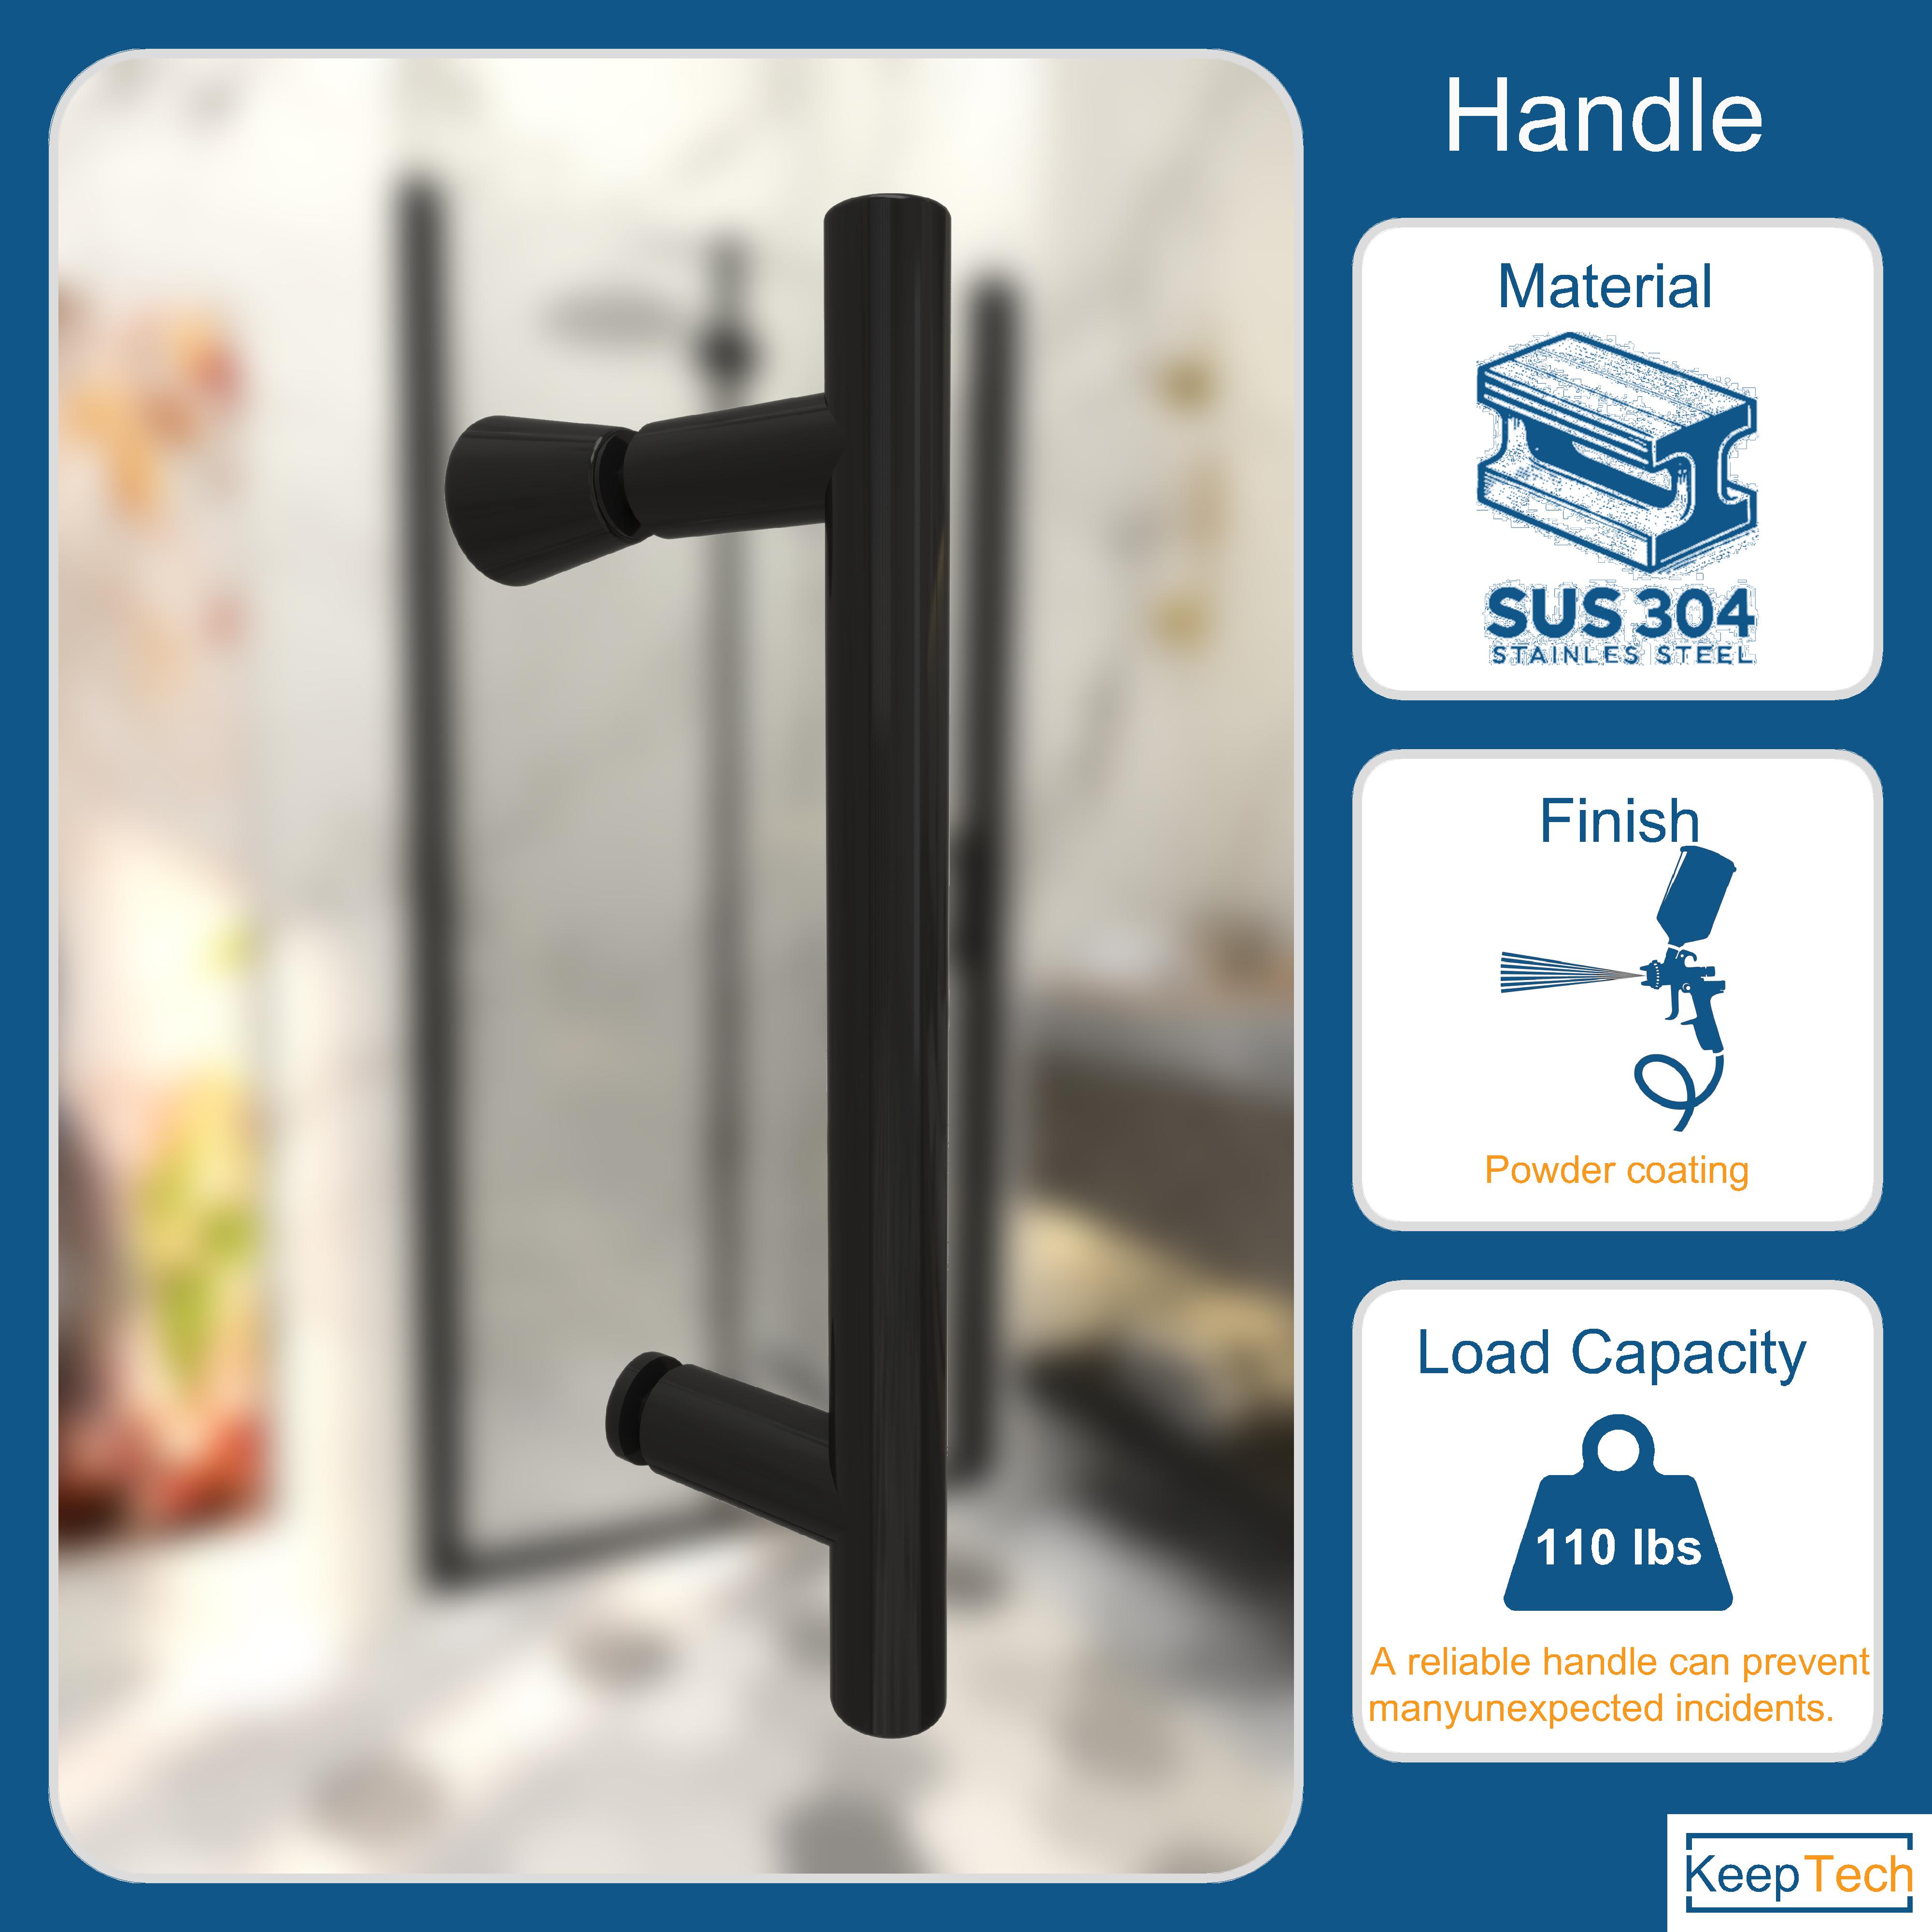 Handle
Material
SUS 304
STAINLES STEEL
Finish
Powder coating
Load Capacity
110 lbs
A reliable handle can prevent
manyunexpected incidents.
KeepTech